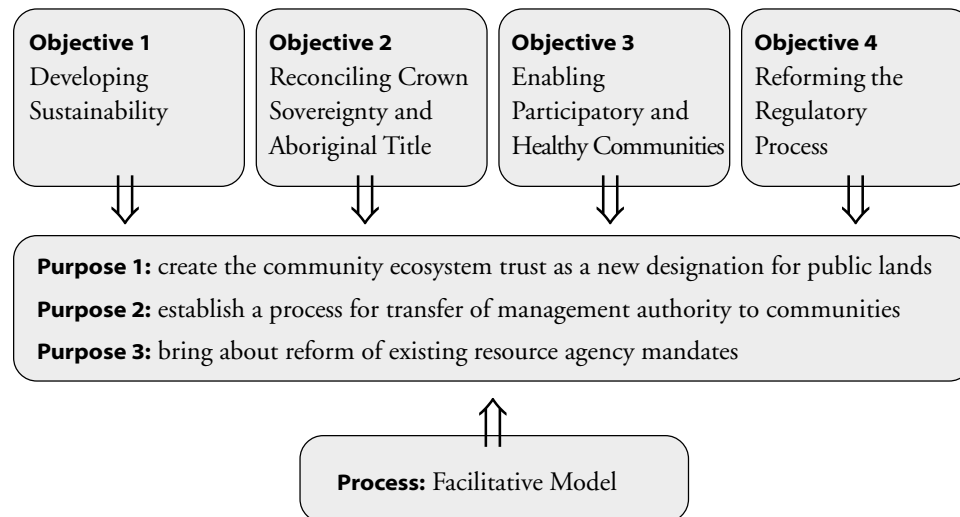 Objective 1
Developing
Sustainability
Objective 2
Reconciling Crown
Sovereignty and
Aboriginal Title
Objective 3
Enabling
Participatory and
Healthy Communities
Objective 4
Reforming the
Regulatory
Process
Purpose 1: create the community ecosystem trust as a new designation for public lands
Purpose 2: establish a process for transfer of management authority to communities
Purpose 3: bring about reform of existing resource agency mandates
Process: Facilitative Model